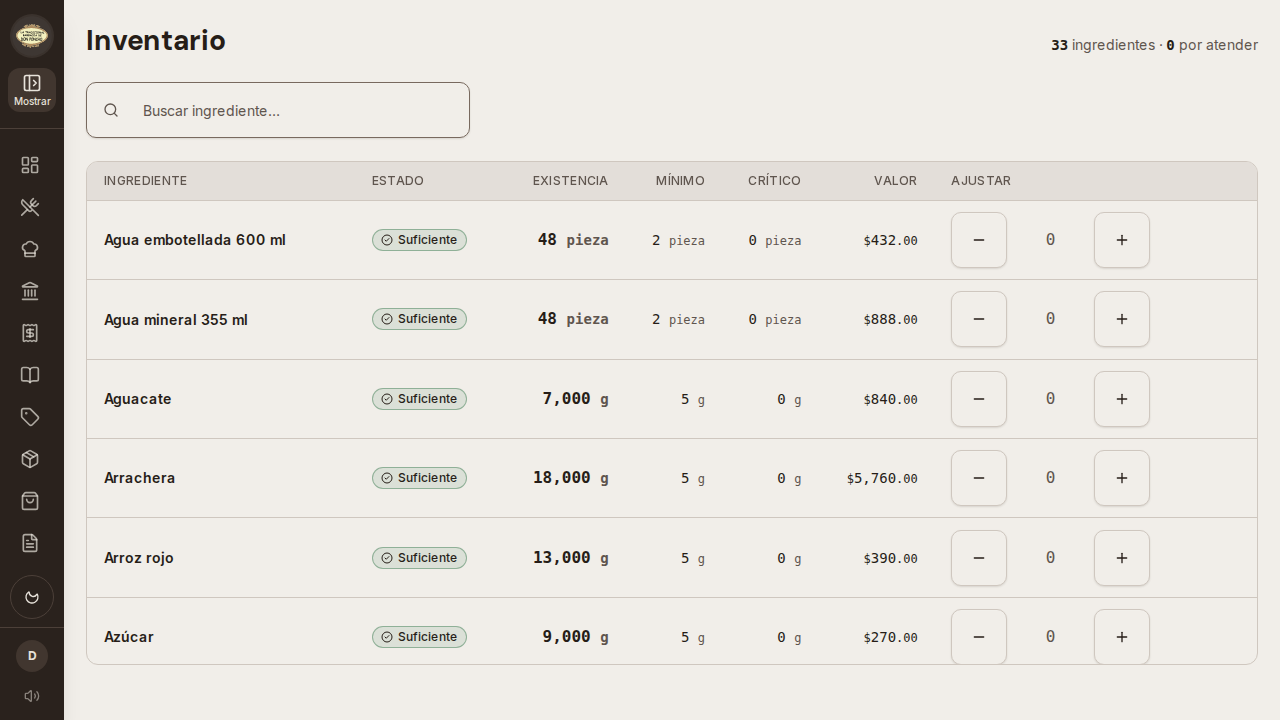 Inventario
33 ingredientes · 0 por atender
Mostrar
Buscar ingrediente...
INGREDIENTE ESTADO EXISTENCIA MÍNIMO CRÍTICO VALOR AJUSTAR
Agua embotellada 600 ml Suficiente 48 pieza 2 pieza 0 pieza $432.00 − 0 +
Agua mineral 355 ml Suficiente 48 pieza 2 pieza 0 pieza $888.00 − 0 +
Aguacate Suficiente 7,000 g 5 g 0 g $840.00 − 0 +
Arrachera Suficiente 18,000 g 5 g 0 g $5,760.00 − 0 +
Arroz rojo Suficiente 13,000 g 5 g 0 g $390.00 − 0 +
Azúcar Suficiente 9,000 g 5 g 0 g $270.00 − 0 +
D